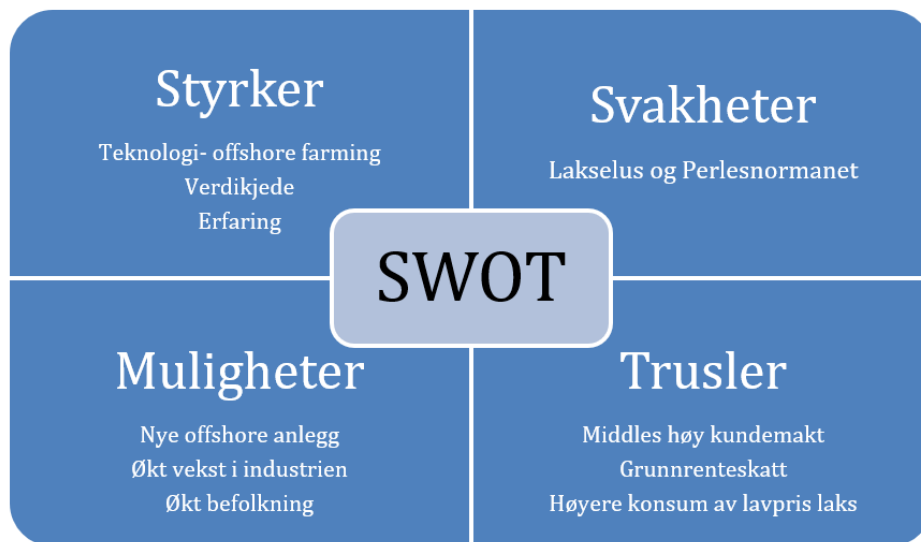 Styrker
Teknologi- offshore farming
Verdikjede
Erfaring
Svakheter
Lakselus og Perlesnormanet
SWOT
Muligheter
Nye offshore anlegg
Økt vekst i industrien
Økt befolkning
Trusler
Middles høy kundemakt
Grunnrenteskatt
Høyere konsum av lavpris laks